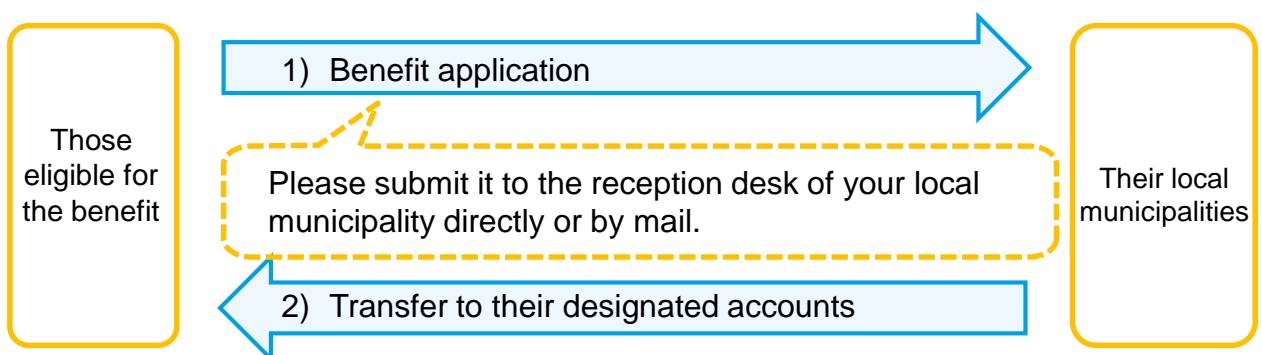 Those
eligible for
the benefit
1) Benefit application
Please submit it to the reception desk of your local
municipality directly or by mail.
2) Transfer to their designated accounts
Their local
municipalities